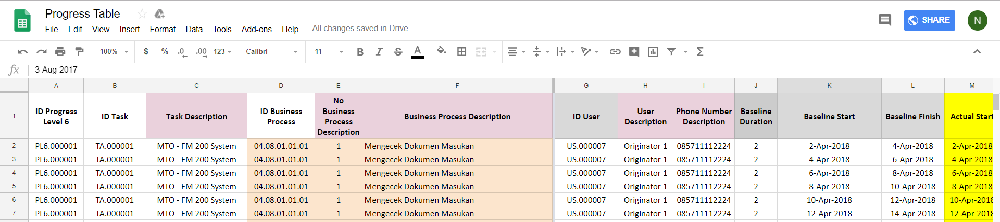 Progress Table
File Edit View Insert Format Data Tools Add-ons Help All changes saved in Drive
SHARE
N
100% $ % .0 .00 123 Calibri 11 B I S A Σ
fx 3-Aug-2017
A B C D E F G H I J K L M
1 ID Progress Level 6 ID Task Task Description ID Business Process No Business Process Description Business Process Description ID User User Description Phone Number Description Baseline Duration Baseline Start Baseline Finish Actual Start
2 PL6.000001 TA.000001 MTO - FM 200 System 04.08.01.01.01 1 Mengecek Dokumen Masukan US.000007 Originator 1 085711112224 2 2-Apr-2018 4-Apr-2018 2-Apr-2018
3 PL6.000001 TA.000001 MTO - FM 200 System 04.08.01.01.01 1 Mengecek Dokumen Masukan US.000007 Originator 1 085711112224 2 4-Apr-2018 6-Apr-2018 4-Apr-2018
4 PL6.000001 TA.000001 MTO - FM 200 System 04.08.01.01.01 1 Mengecek Dokumen Masukan US.000007 Originator 1 085711112224 2 6-Apr-2018 8-Apr-2018 6-Apr-2018
5 PL6.000001 TA.000001 MTO - FM 200 System 04.08.01.01.01 1 Mengecek Dokumen Masukan US.000007 Originator 1 085711112224 2 8-Apr-2018 10-Apr-2018 8-Apr-2018
6 PL6.000001 TA.000001 MTO - FM 200 System 04.08.01.01.01 1 Mengecek Dokumen Masukan US.000007 Originator 1 085711112224 2 10-Apr-2018 12-Apr-2018 10-Apr-2018
7 PL6.000001 TA.000001 MTO - FM 200 System 04.08.01.01.01 1 Mengecek Dokumen Masukan US.000007 Originator 1 085711112224 2 12-Apr-2018 14-Apr-2018 12-Apr-2018